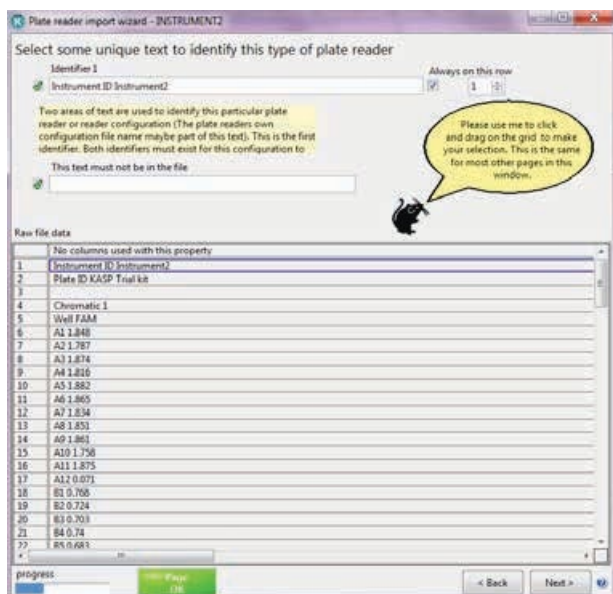 Plate reader import wizard - INSTRUMENT2
Select some unique text to identify this type of plate reader
Identifier 1
Always on this row
Instrument ID Instrument2
1
Two areas of text are used to identify this particular plate
reader or reader configuration (The plate readers own
configuration file name maybe part of this text). This is the first
identifier. Both identifiers must exist for this configuration to
Please use me to click
and drag on the grid to make
your selection. This is the same
for most other pages in this
window.
This text must not be in the file
Raw file data
No columns used with this property
1 Instrument ID Instrument2
2 Plate ID KASP Trial kit
3
4 Chromatic 1
5 Well FAM
6 A1 1.848
7 A2 1.787
8 A3 1.874
9 A4 1.816
10 A5 1.882
11 A6 1.865
12 A7 1.834
13 A8 1.851
14 A9 1.861
15 A10 1.758
16 A11 1.875
17 A12 0.071
18 B1 0.768
19 B2 0.724
20 B3 0.703
21 B4 0.74
22 B5 0.683
progress
Page
OK
< Back
Next >